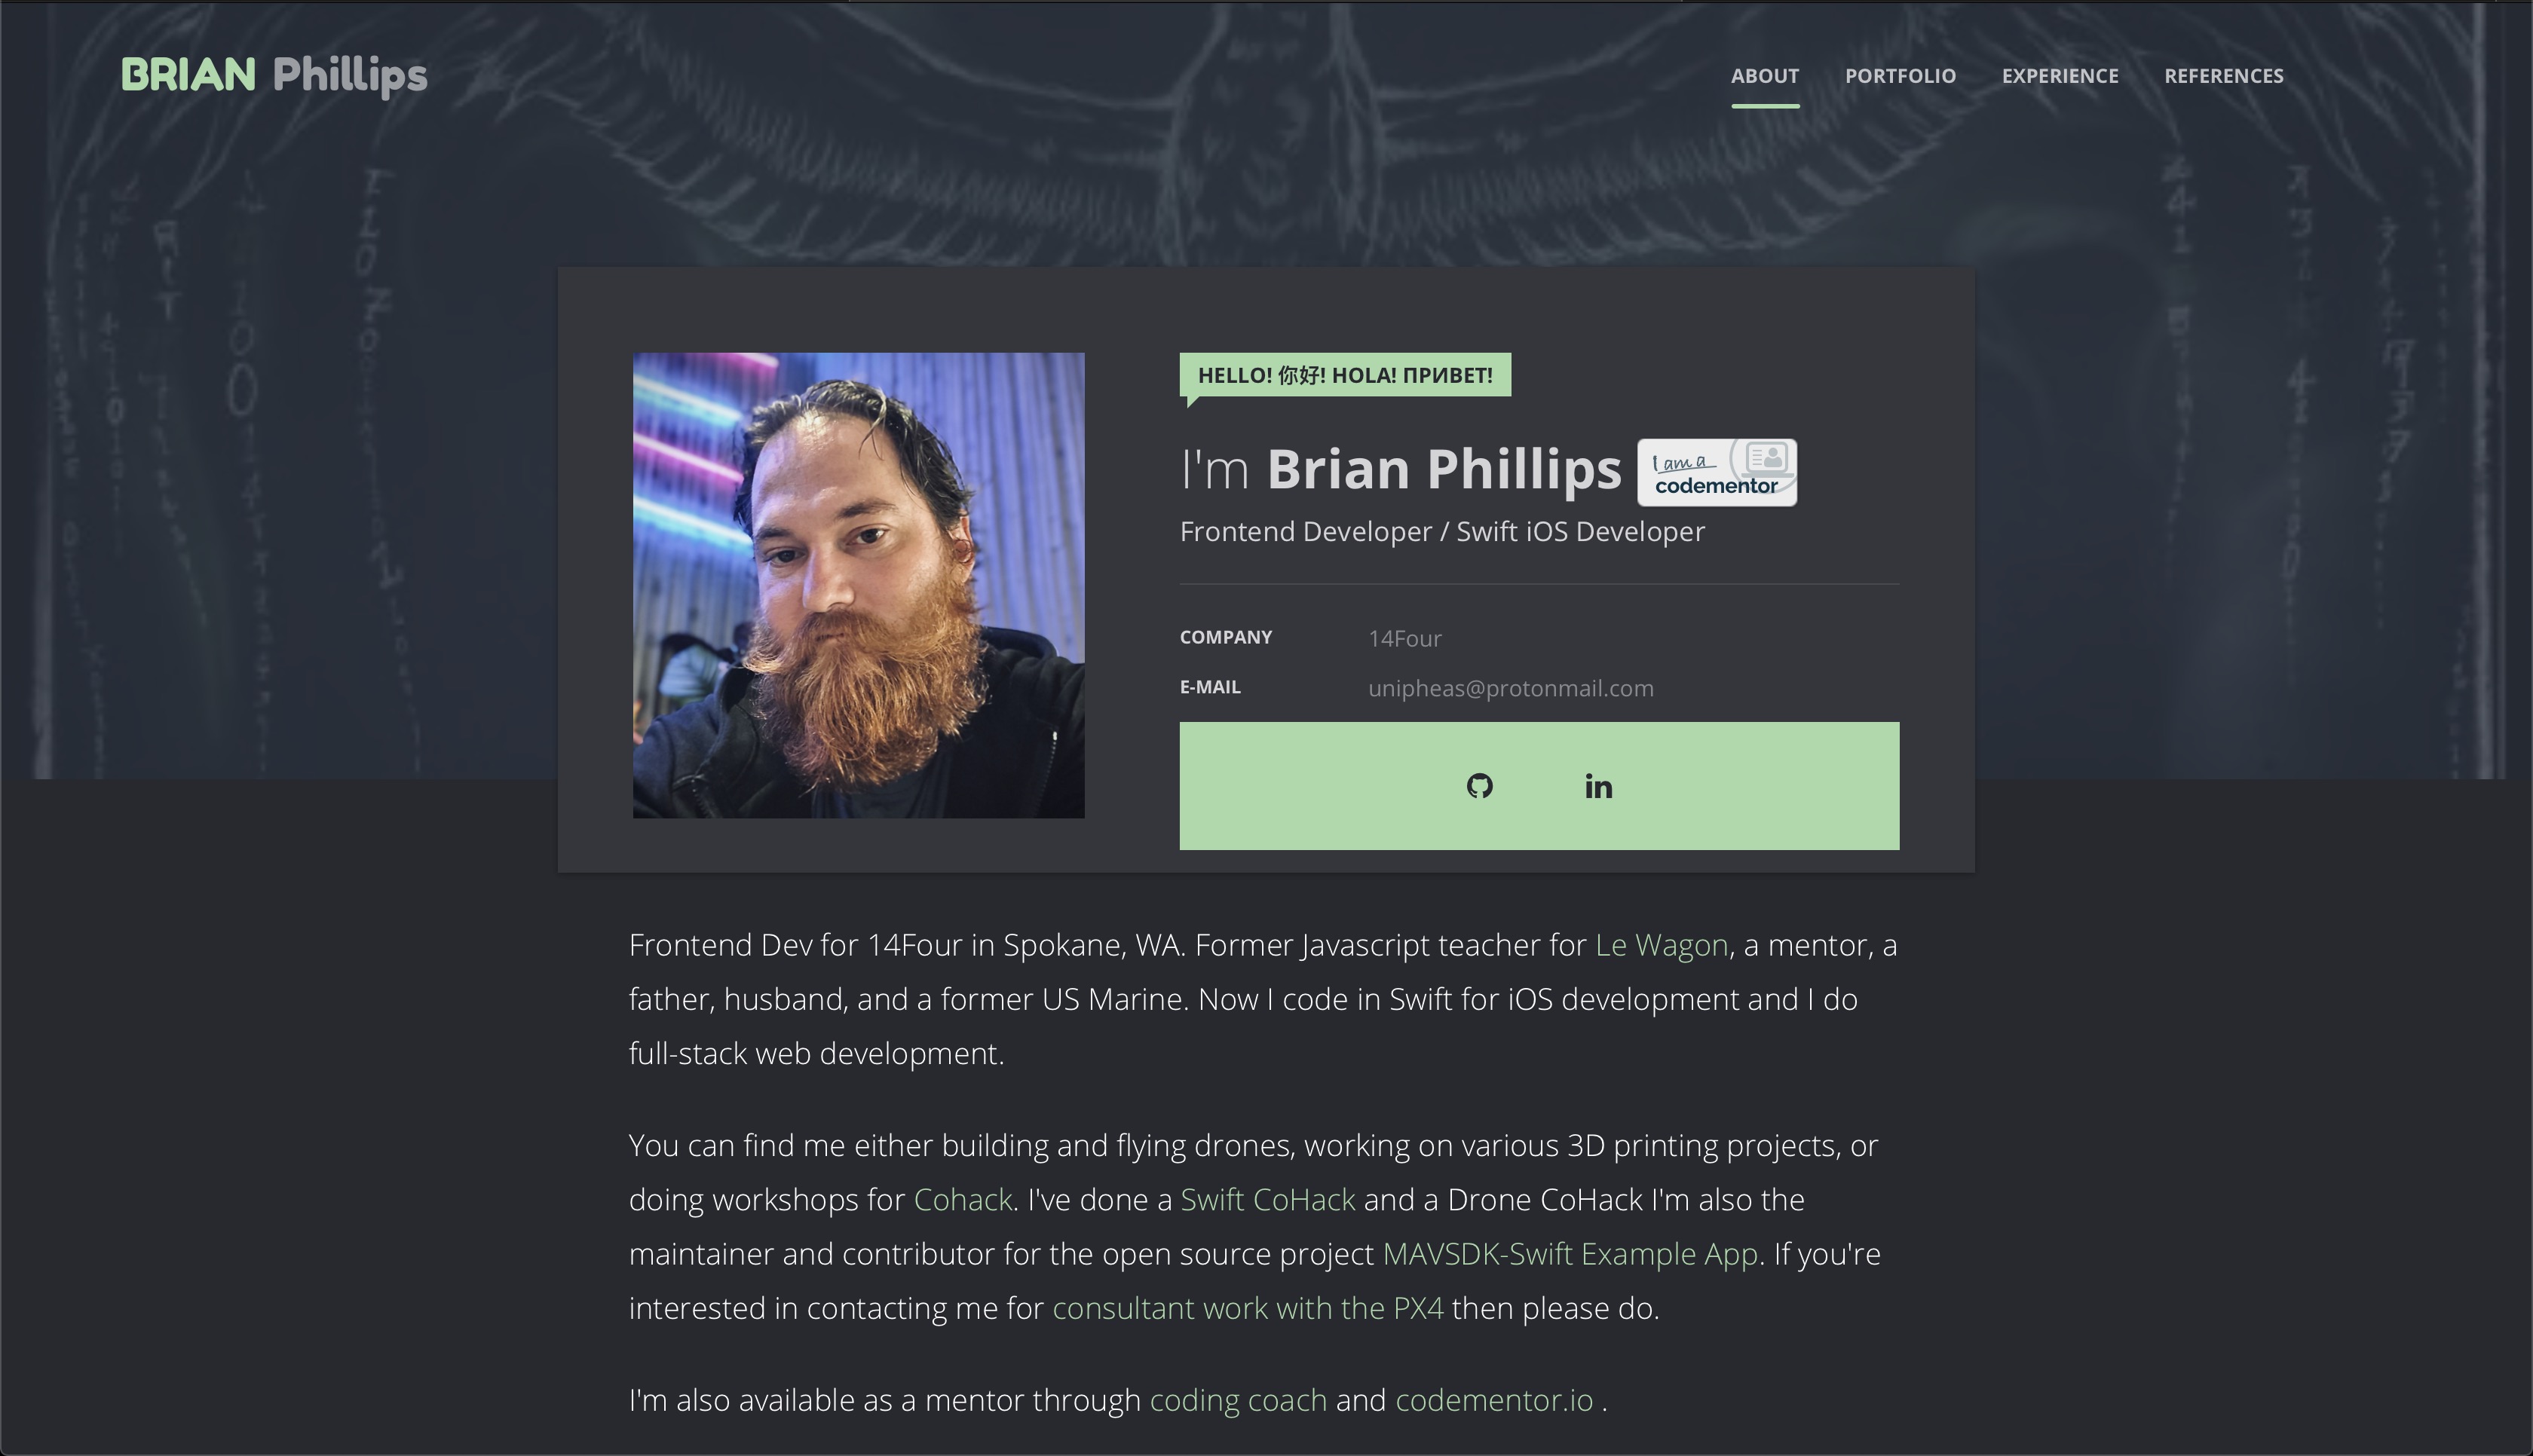 BRIAN Phillips
ABOUT PORTFOLIO EXPERIENCE REFERENCES
HELLO! 你好! HOLA! ПРИВЕТ!
I'm Brian Phillips
I am a
codementor
Frontend Developer / Swift iOS Developer
COMPANY 14Four
E-MAIL unipheas@protonmail.com
in
Frontend Dev for 14Four in Spokane, WA. Former Javascript teacher for Le Wagon, a mentor, a
father, husband, and a former US Marine. Now I code in Swift for iOS development and I do
full-stack web development.
You can find me either building and flying drones, working on various 3D printing projects, or
doing workshops for Cohack. I've done a Swift CoHack and a Drone CoHack I'm also the
maintainer and contributor for the open source project MAVSDK-Swift Example App. If you're
interested in contacting me for consultant work with the PX4 then please do.
I'm also available as a mentor through coding coach and codementor.io .